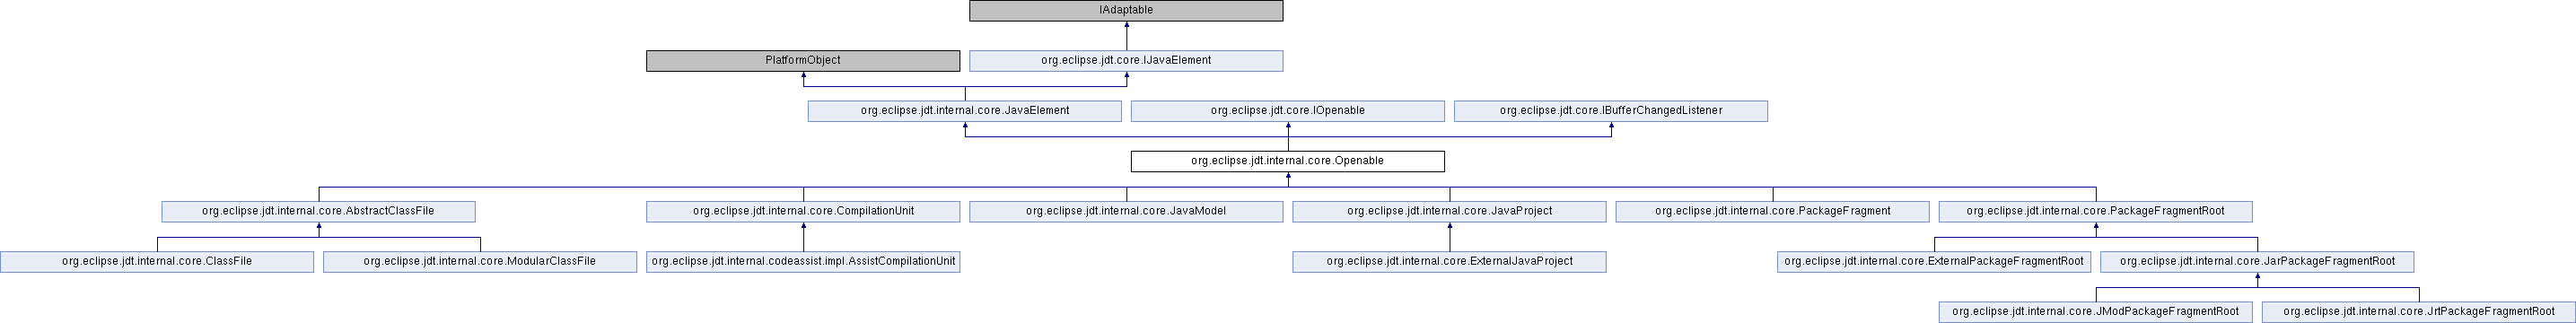 IAdaptable
PlatformObject
org.eclipse.jdt.core.IJavaElement
org.eclipse.jdt.internal.core.JavaElement
org.eclipse.jdt.core.IOpenable
org.eclipse.jdt.core.IBufferChangedListener
org.eclipse.jdt.internal.core.Openable
org.eclipse.jdt.internal.core.AbstractClassFile
org.eclipse.jdt.internal.core.CompilationUnit
org.eclipse.jdt.internal.core.JavaModel
org.eclipse.jdt.internal.core.JavaProject
org.eclipse.jdt.internal.core.PackageFragment
org.eclipse.jdt.internal.core.PackageFragmentRoot
org.eclipse.jdt.internal.core.ClassFile
org.eclipse.jdt.internal.core.ModularClassFile
org.eclipse.jdt.internal.codeassist.impl.AssistCompilationUnit
org.eclipse.jdt.internal.core.ExternalJavaProject
org.eclipse.jdt.internal.core.ExternalPackageFragmentRoot
org.eclipse.jdt.internal.core.JarPackageFragmentRoot
org.eclipse.jdt.internal.core.JModPackageFragmentRoot
org.eclipse.jdt.internal.core.JrtPackageFragmentRoot